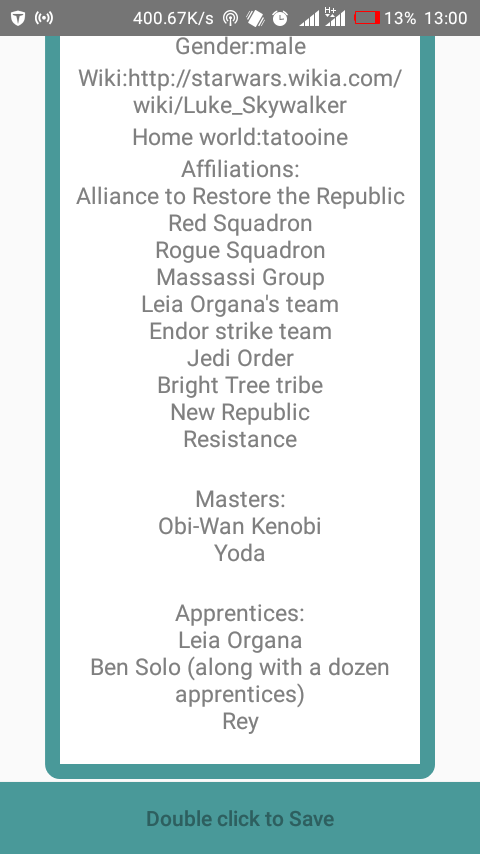 400.67K/s
H+
13%
13:00
Gender:male
Wiki:http://starwars.wikia.com/
wiki/Luke_Skywalker
Home world:tatooine
Affiliations:
Alliance to Restore the Republic
Red Squadron
Rogue Squadron
Massassi Group
Leia Organa's team
Endor strike team
Jedi Order
Bright Tree tribe
New Republic
Resistance
Masters:
Obi-Wan Kenobi
Yoda
Apprentices:
Leia Organa
Ben Solo (along with a dozen
apprentices)
Rey
Double click to Save